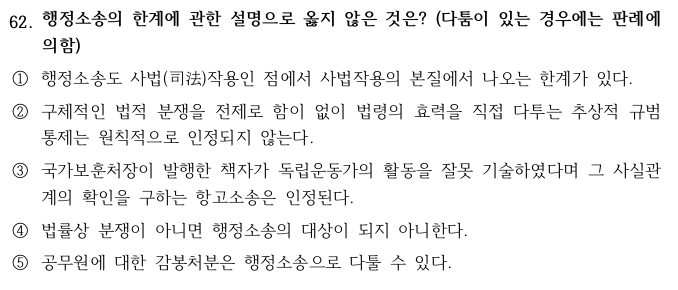 62. 행정소송의 한계에 관한 설명으로 옳지 않은 것은? (다툼이 있는 경우에는 판례에
의함)
① 행정소송도 사법(司法)작용인 점에서 사법작용의 본질에서 나오는 한계가 있다.
② 구체적인 법적 분쟁을 전제로 함이 없이 법령의 효력을 직접 다투는 추상적 규범
통제는 원칙적으로 인정되지 않는다.
③ 국가보훈처장이 발행한 책자가 독립운동가의 활동을 잘못 기술하였다며 그 사실관
계의 확인을 구하는 항고소송은 인정된다.
④ 법률상 분쟁이 아니면 행정소송의 대상이 되지 아니한다.
⑤ 공무원에 대한 감봉처분은 행정소송으로 다툴 수 있다.